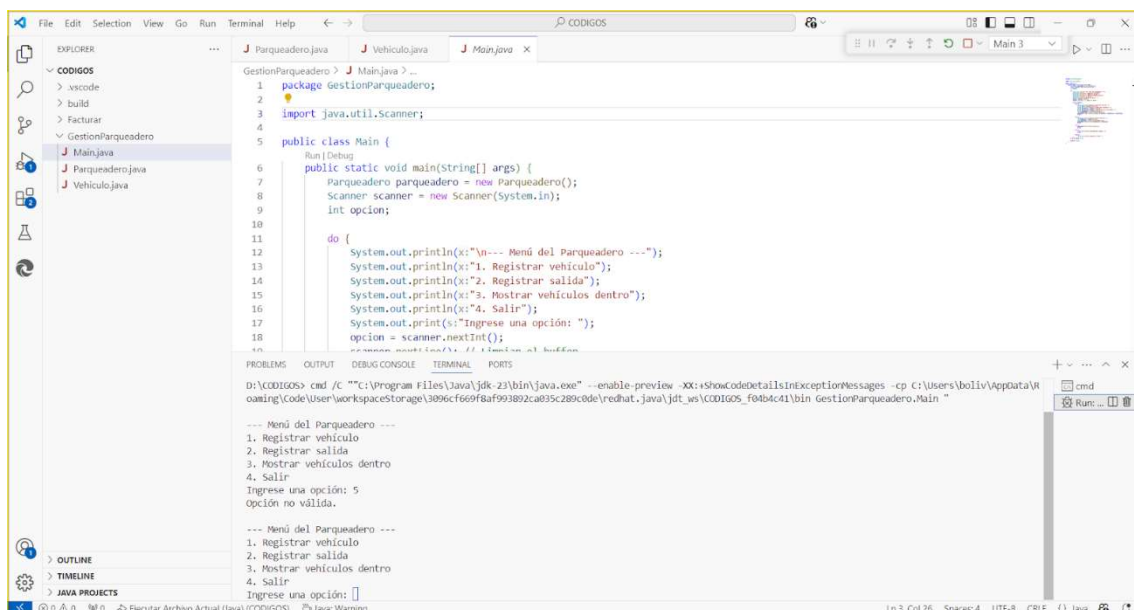 File Edit Selection View Go Run Terminal Help
CODIGOS
EXPLORER
CODIGOS
.vscode
build
Facturar
GestionParqueadero
Main.java
Parqueadero.java
Vehiculo.java
OUTLINE
TIMELINE
JAVA PROJECTS
Parqueadero.java Vehiculo.java Main.java
Main 3
GestionParqueadero > Main.java > ...
1 package GestionParqueadero;
2
3 import java.util.Scanner;
4
5 public class Main {
Run | Debug
6 public static void main(String[] args) {
7 Parqueadero parqueadero = new Parqueadero();
8 Scanner scanner = new Scanner(System.in);
9 int opcion;
10
11 do {
12 System.out.println(x:"\n--- Menú del Parqueadero ---");
13 System.out.println(x:"1. Registrar vehículo");
14 System.out.println(x:"2. Registrar salida");
15 System.out.println(x:"3. Mostrar vehículos dentro");
16 System.out.println(x:"4. Salir");
17 System.out.print(s:"Ingrese una opción: ");
18 opcion = scanner.nextInt();
PROBLEMS OUTPUT DEBUG CONSOLE TERMINAL PORTS
D:\CODIGOS> cmd /C ""C:\Program Files\Java\jdk-23\bin\java.exe" --enable-preview -XX:+ShowCodeDetailsInExceptionMessages -cp C:\Users\boliv\AppData\R
oaming\Code\User\workspaceStorage\3096cf669f8af993892ca035c289c0de\redhat.java\jdt_ws\CODIGOS_f04b4c41\bin GestionParqueadero.Main "
--- Menú del Parqueadero ---
1. Registrar vehículo
2. Registrar salida
3. Mostrar vehículos dentro
4. Salir
Ingrese una opción: 5
Opción no válida.
--- Menú del Parqueadero ---
1. Registrar vehículo
2. Registrar salida
3. Mostrar vehículos dentro
4. Salir
Ingrese una opción:
cmd
Run: ...
Ejecutar Archivo Actual (Java) (CODIGOS) Java: Warning
Ln 3, Col 26 Spaces: 4 UTF-8 CRLF {} Java